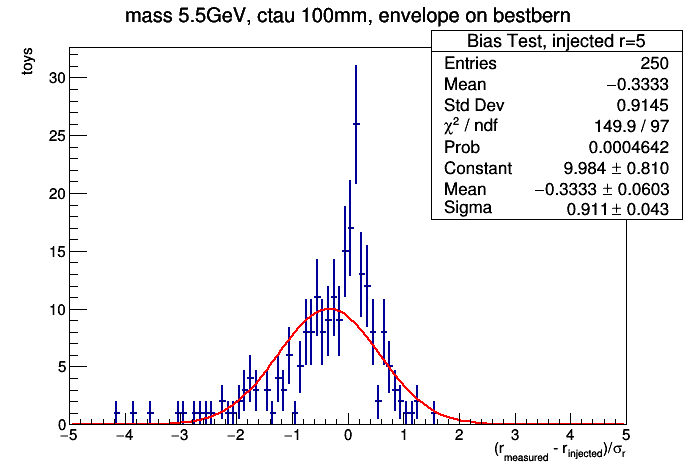 mass 5.5GeV, ctau 100mm, envelope on bestbern
toys
Bias Test, injected r=5
Entries 250
Mean −0.3333
Std Dev 0.9145
χ² / ndf 149.9 / 97
Prob 0.0004642
Constant 9.984 ± 0.810
Mean −0.3333 ± 0.0603
Sigma 0.911 ± 0.043
30
25
20
15
10
5
0
−5 −4 −3 −2 −1 0 1 2 3 4 5
(r_measured - r_injected)/σ_r